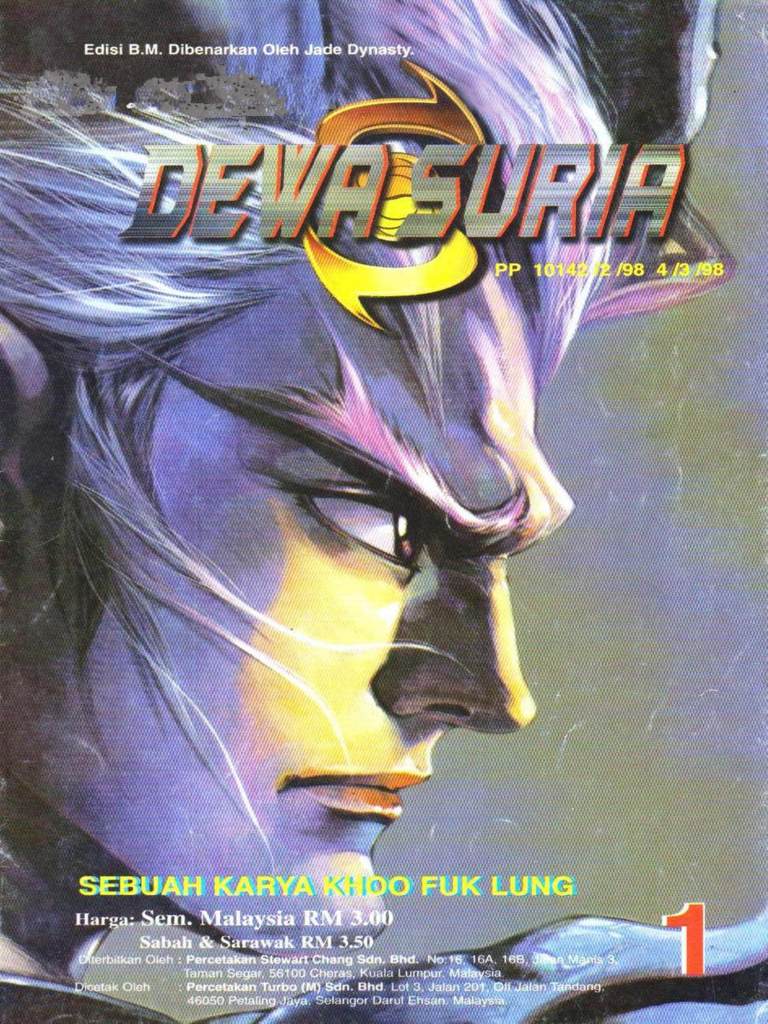 Edisi B.M. Dibenarkan Oleh Jade Dynasty.
DEWA SURIA
PP 10142 /2 /98 4 /3 /98
SEBUAH KARYA KHOO FUK LUNG
Harga: Sem. Malaysia RM 3.00
Sabah & Sarawak RM 3.50
1
Diterbitkan Oleh : Percetakan Stewart Chang Sdn. Bhd. No.16, 16A, 16B, Jalan Manis 3,
Taman Segar, 56100 Cheras, Kuala Lumpur. Malaysia.
Dicetak Oleh : Percetakan Turbo (M) Sdn. Bhd. Lot 3, Jalan 201, Off Jalan Tandang,
46050 Petaling Jaya, Selangor Darul Ehsan. Malaysia.